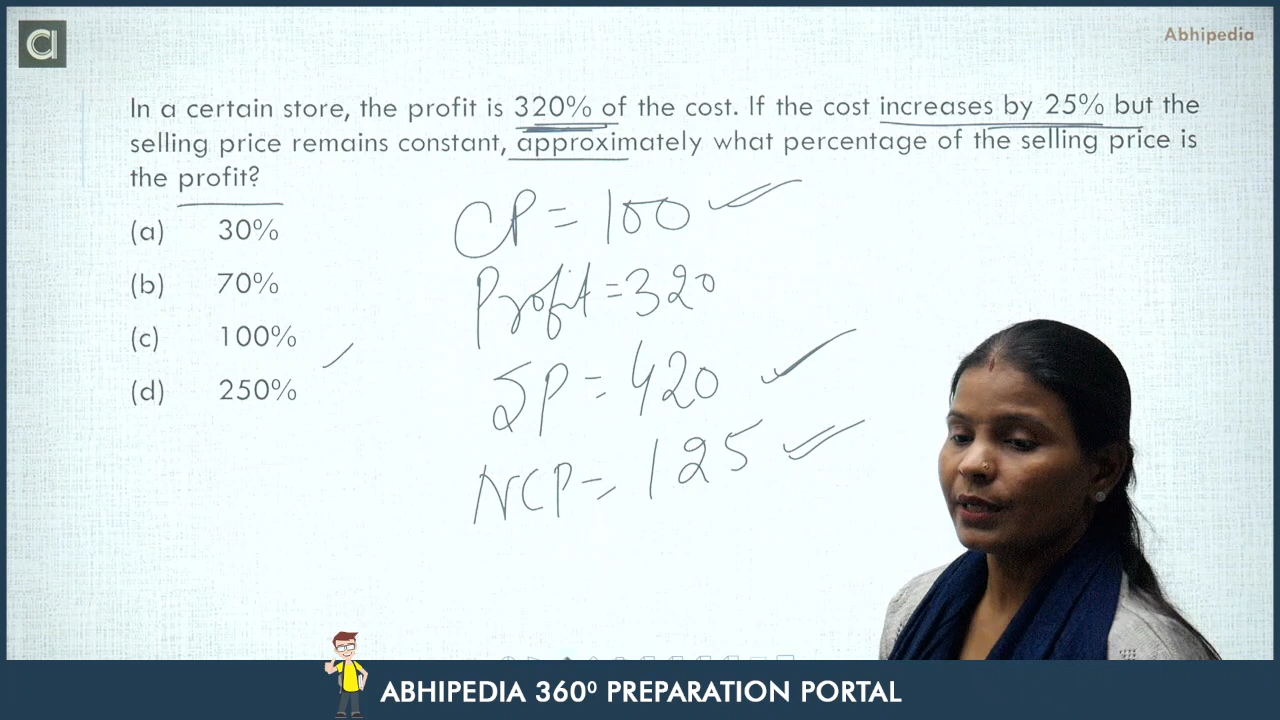 Abhipedia
In a certain store, the profit is 320% of the cost. If the cost increases by 25% but the
selling price remains constant, approximately what percentage of the selling price is
the profit?
(a) 30%
(b) 70%
(c) 100%
(d) 250%
CP = 100
Profit = 320
SP = 420
NCP = 125
ABHIPEDIA 360⁰ PREPARATION PORTAL